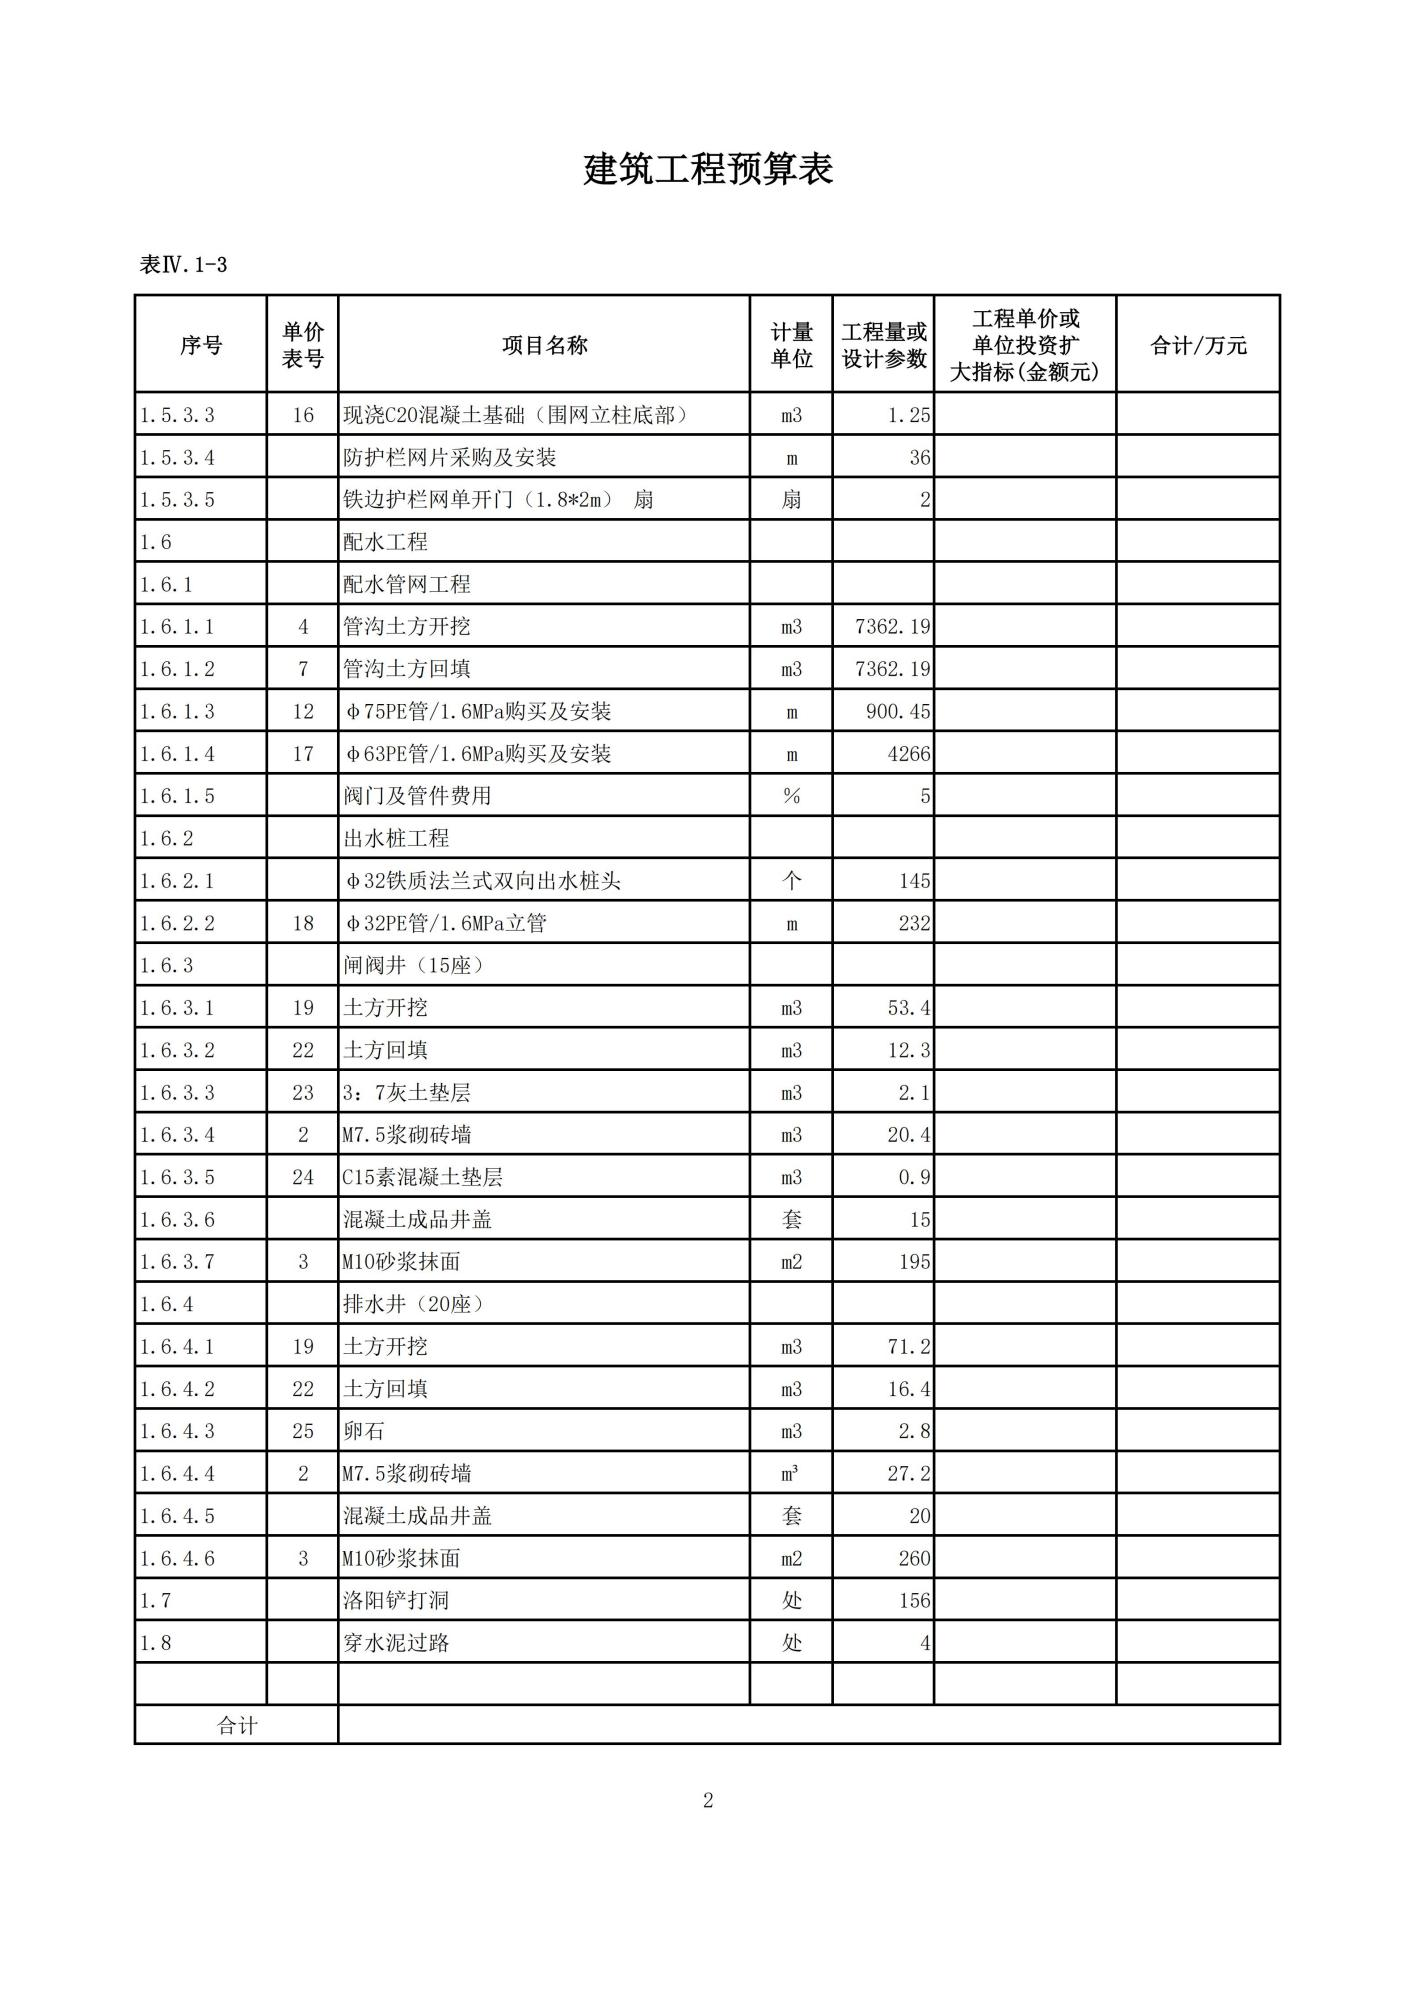 建筑工程预算表
表Ⅳ.1-3
序号 单价表号 项目名称 计量单位 工程量或设计参数 工程单价或单位投资扩大指标(金额元) 合计/万元
1.5.3.3 16 现浇C20混凝土基础（围网立柱底部） m3 1.25
1.5.3.4 防护栏网片采购及安装 m 36
1.5.3.5 铁边护栏网单开门（1.8*2m） 扇 扇 2
1.6 配水工程
1.6.1 配水管网工程
1.6.1.1 4 管沟土方开挖 m3 7362.19
1.6.1.2 7 管沟土方回填 m3 7362.19
1.6.1.3 12 φ75PE管/1.6MPa购买及安装 m 900.45
1.6.1.4 17 φ63PE管/1.6MPa购买及安装 m 4266
1.6.1.5 阀门及管件费用 % 5
1.6.2 出水桩工程
1.6.2.1 φ32铁质法兰式双向出水桩头 个 145
1.6.2.2 18 φ32PE管/1.6MPa立管 m 232
1.6.3 闸阀井（15座）
1.6.3.1 19 土方开挖 m3 53.4
1.6.3.2 22 土方回填 m3 12.3
1.6.3.3 23 3：7灰土垫层 m3 2.1
1.6.3.4 2 M7.5浆砌砖墙 m3 20.4
1.6.3.5 24 C15素混凝土垫层 m3 0.9
1.6.3.6 混凝土成品井盖 套 15
1.6.3.7 3 M10砂浆抹面 m2 195
1.6.4 排水井（20座）
1.6.4.1 19 土方开挖 m3 71.2
1.6.4.2 22 土方回填 m3 16.4
1.6.4.3 25 卵石 m3 2.8
1.6.4.4 2 M7.5浆砌砖墙 m³ 27.2
1.6.4.5 混凝土成品井盖 套 20
1.6.4.6 3 M10砂浆抹面 m2 260
1.7 洛阳铲打洞 处 156
1.8 穿水泥过路 处 4
合计
2